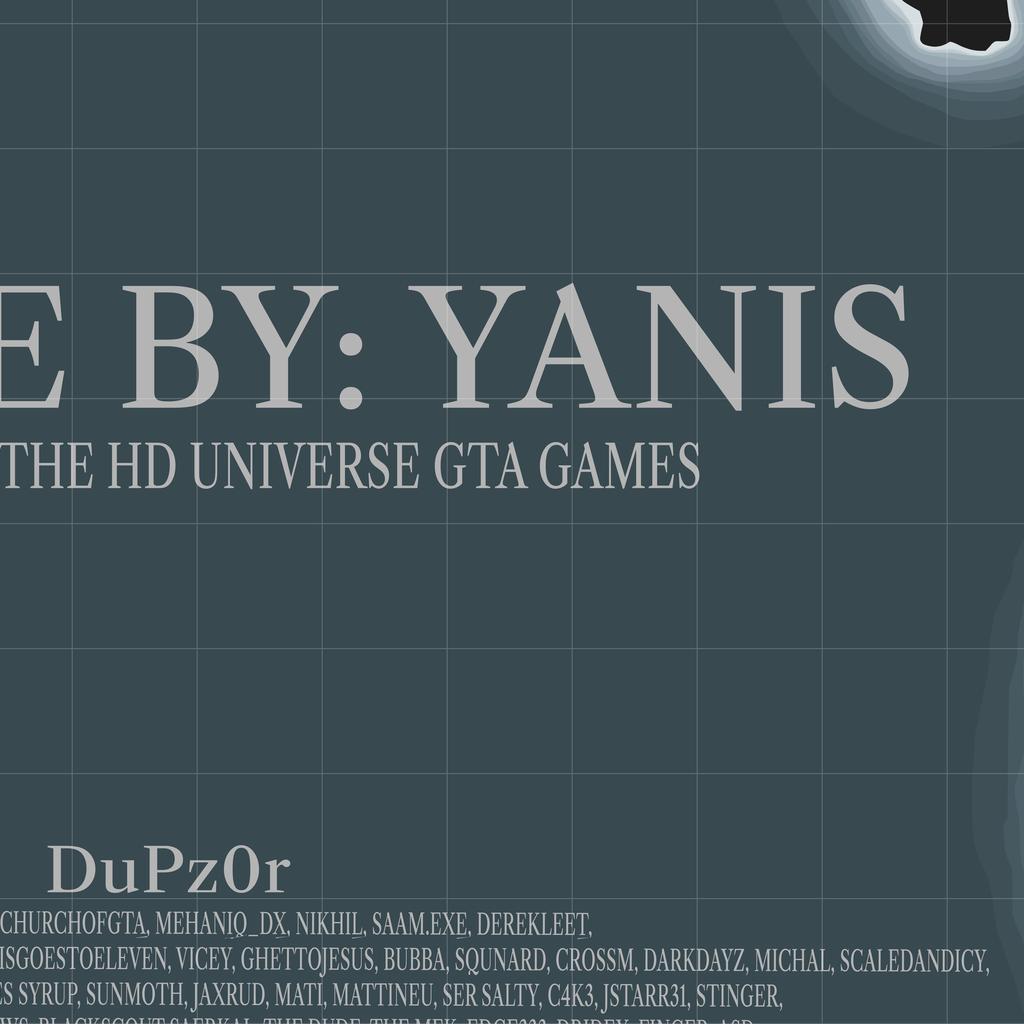 E BY: YANIS
THE HD UNIVERSE GTA GAMES
DuPz0r
CHURCHOFGTA, MEHANIQ_DX, NIKHIL, SAAM.EXE, DEREKLEET,
ISGOESTOELEVEN, VICEY, GHETTOJESUS, BUBBA, SQUNARD, CROSSM, DARKDAYZ, MICHAL, SCALEDANDICY,
ES SYRUP, SUNMOTH, JAXRUD, MATI, MATTINEU, SER SALTY, C4K3, JSTARR31, STINGER,